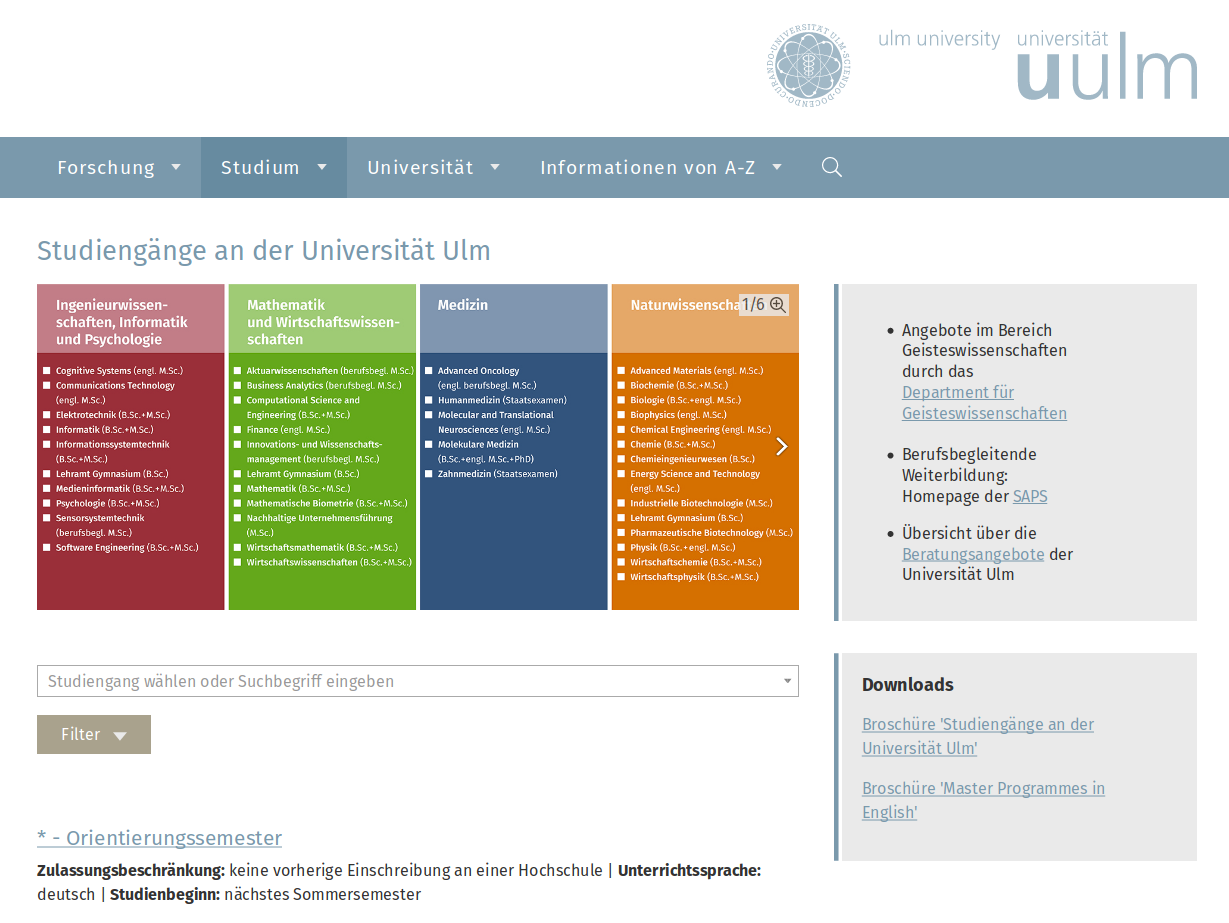 UNIVERSITÄT ULM·SCIENDO·DOCENDO·CURANDO·
ulm university universität
uulm
Forschung
Studium
Universität
Informationen von A-Z
Studiengänge an der Universität Ulm
Ingenieurwissen-
schaften, Informatik
und Psychologie
Cognitive Systems (engl. M.Sc.)
Communications Technology
(engl. M.Sc.)
Elektrotechnik (B.Sc.+M.Sc.)
Informatik (B.Sc.+M.Sc.)
Informationssystemtechnik
(B.Sc.+M.Sc.)
Lehramt Gymnasium (B.Sc.)
Medieninformatik (B.Sc.+M.Sc.)
Psychologie (B.Sc.+M.Sc.)
Sensorsystemtechnik
(berufsbegl. M.Sc.)
Software Engineering (B.Sc.+M.Sc.)
Mathematik
und Wirtschaftswissen-
schaften
Aktuarwissenschaften (berufsbegl. M.Sc.)
Business Analytics (berufsbegl. M.Sc.)
Computational Science and
Engineering (B.Sc.+M.Sc.)
Finance (engl. M.Sc.)
Innovations- und Wissenschafts-
management (berufsbegl. M.Sc.)
Lehramt Gymnasium (B.Sc.)
Mathematik (B.Sc.+M.Sc.)
Mathematische Biometrie (B.Sc.+M.Sc.)
Nachhaltige Unternehmensführung
(M.Sc.)
Wirtschaftsmathematik (B.Sc.+M.Sc.)
Wirtschaftswissenschaften (B.Sc.+M.Sc.)
Medizin
Advanced Oncology
(engl. berufsbegl. M.Sc.)
Humanmedizin (Staatsexamen)
Molecular and Translational
Neurosciences (engl. M.Sc.)
Molekulare Medizin
(B.Sc.+engl. M.Sc.+PhD)
Zahnmedizin (Staatsexamen)
Naturwissenscha
1/6
Advanced Materials (engl. M.Sc.)
Biochemie (B.Sc.+M.Sc.)
Biologie (B.Sc.+engl. M.Sc.)
Biophysics (engl. M.Sc.)
Chemical Engineering (engl. M.Sc.)
Chemie (B.Sc.+M.Sc.)
Chemieingenieurwesen (B.Sc.)
Energy Science and Technology
(engl. M.Sc.)
Industrielle Biotechnologie (M.Sc.)
Lehramt Gymnasium (B.Sc.)
Pharmazeutische Biotechnologie (M.Sc.)
Physik (B.Sc.+engl. M.Sc.)
Wirtschaftschemie (B.Sc.+M.Sc.)
Wirtschaftsphysik (B.Sc.+M.Sc.)
Studiengang wählen oder Suchbegriff eingeben
Filter
* - Orientierungssemester
Zulassungsbeschränkung: keine vorherige Einschreibung an einer Hochschule | Unterrichtssprache:
deutsch | Studienbeginn: nächstes Sommersemester
Angebote im Bereich
Geisteswissenschaften
durch das
Department für
Geisteswissenschaften
Berufsbegleitende
Weiterbildung:
Homepage der SAPS
Übersicht über die
Beratungsangebote der
Universität Ulm
Downloads
Broschüre 'Studiengänge an der
Universität Ulm'
Broschüre 'Master Programmes in
English'